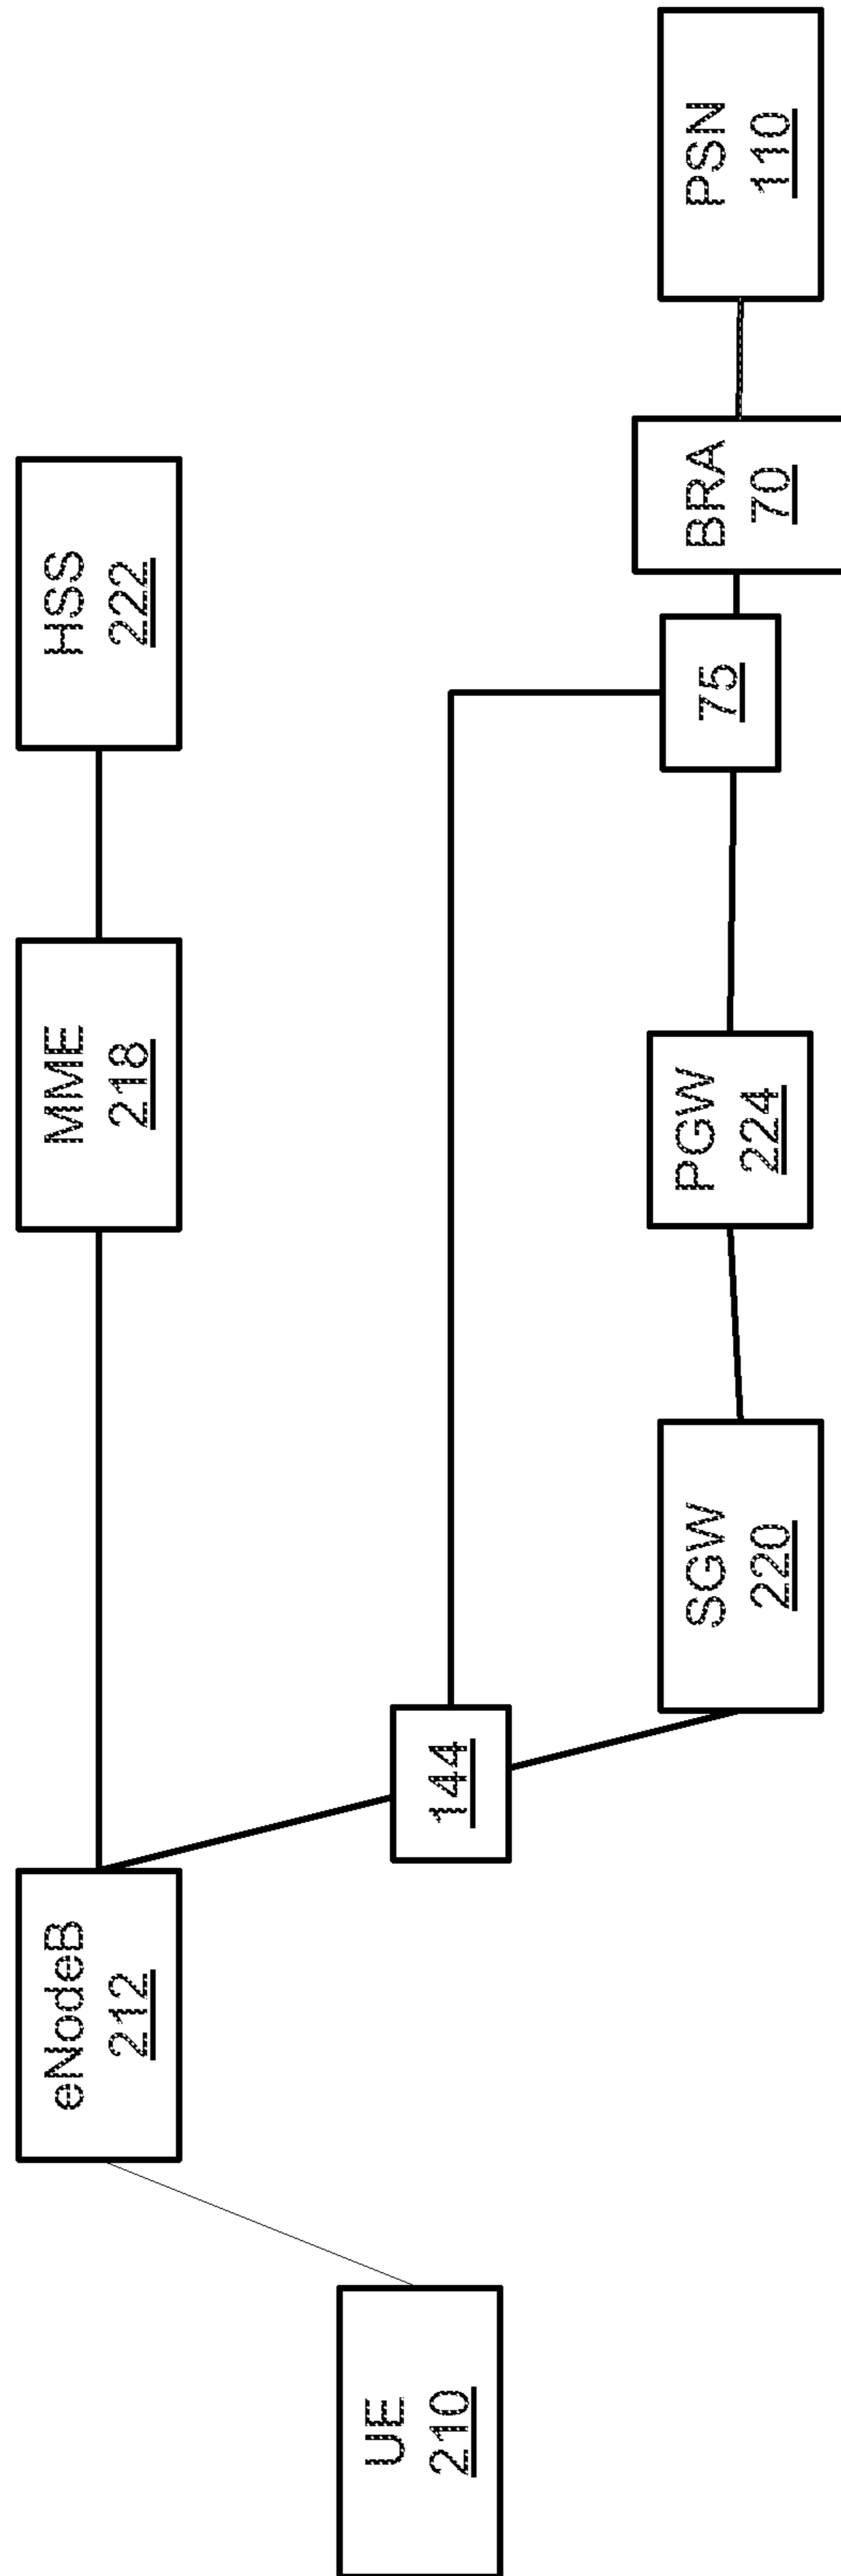 eNodeB
212
MME
218
HSS
222
UE
210
144
SGW
220
PGW
224
75
BRA
70
PSN
110